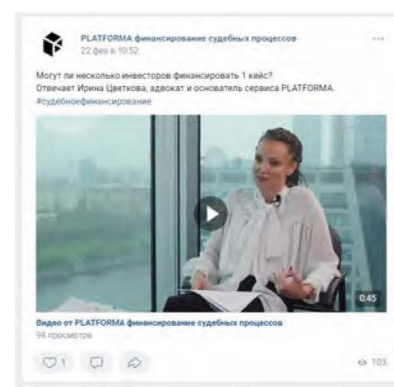 PLATFORMA финансирование судебных процессов
22 фев в 10:52
Могут ли несколько инвесторов финансировать 1 кейс?
Отвечает Ирина Цветкова, адвокат и основатель сервиса PLATFORMA.
#судебноефинансирование
0:45
Видео от PLATFORMA финансирование судебных процессов
94 просмотра
1
103